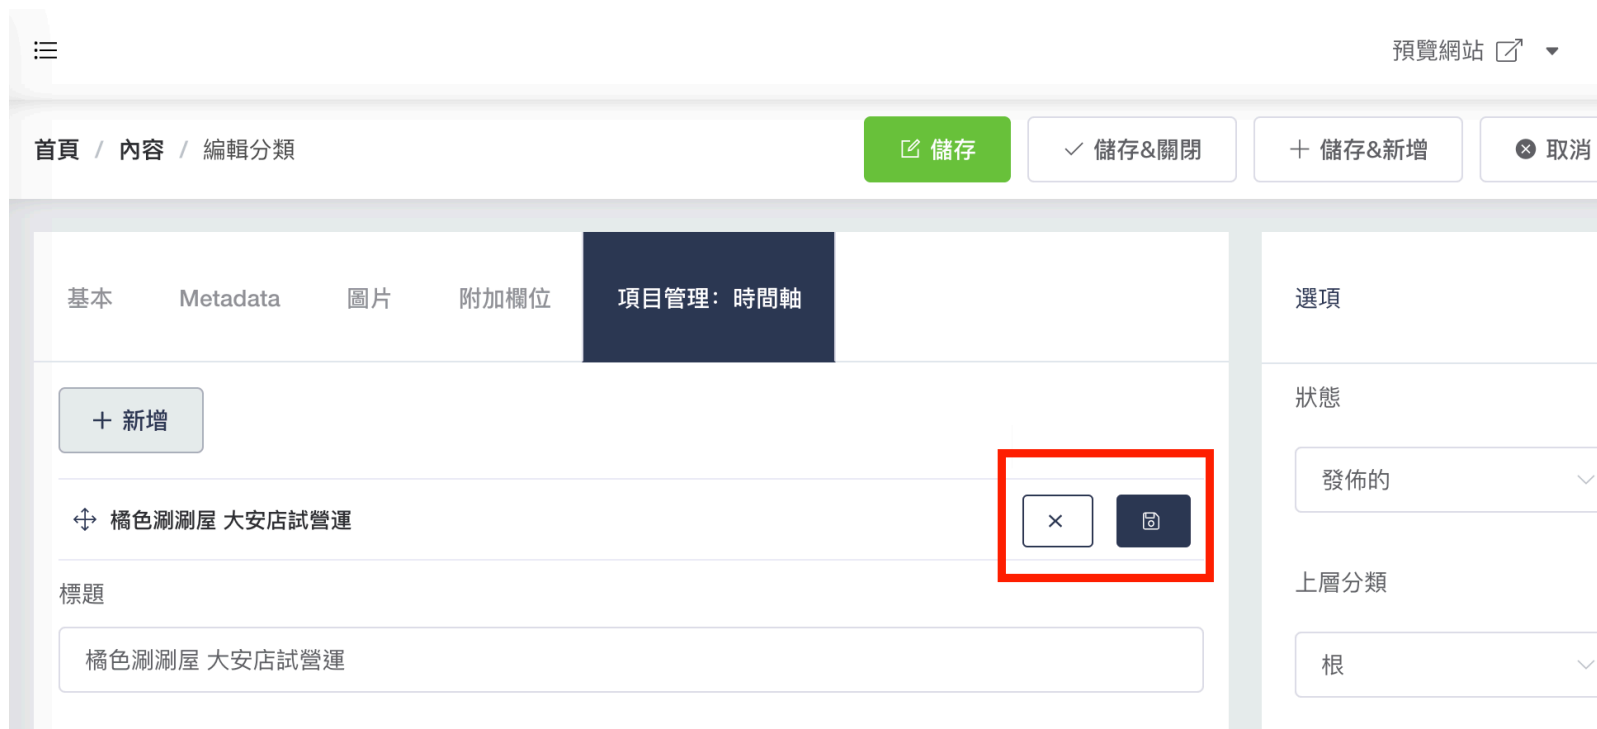 預覽網站
首頁 / 內容 / 編輯分類
儲存 儲存&關閉 儲存&新增 取消
基本 Metadata 圖片 附加欄位 項目管理：時間軸
選項
新增
狀態
發佈的
橘色涮涮屋 大安店試營運
標題
上層分類
橘色涮涮屋 大安店試營運
根